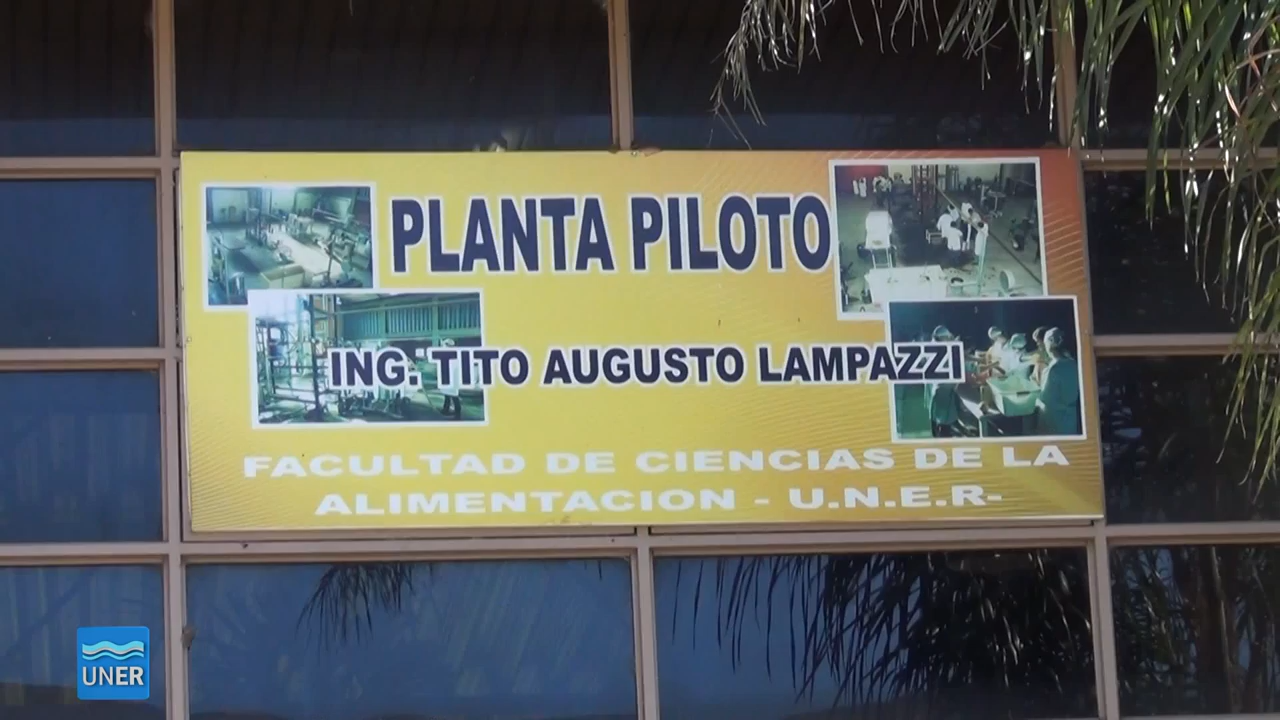 PLANTA PILOTO
ING. TITO AUGUSTO LAMPAZZI
FACULTAD DE CIENCIAS DE LA
ALIMENTACION - U.N.E.R-
UNER